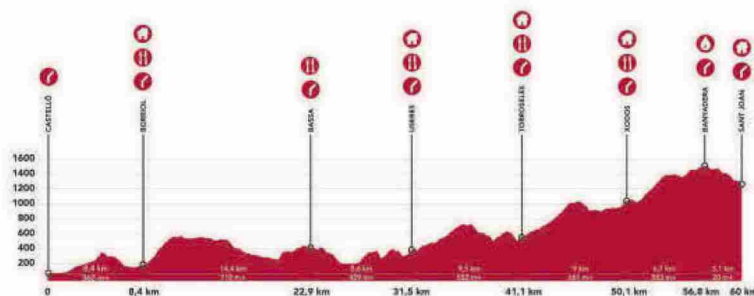 CASTELLÓ
BORRIOL
BASSA
USERES
TORROSELES
XODOS
BANYADERA
SANT JOAN
1600
1400
1200
1000
800
600
400
200
8,4 km
14,4 km
8,6 km
9,5 km
9 km
6,7 km
3,1 km
0
8,4 km
22,9 km
31,5 km
41,1 km
50,1 km
56,8 km
60 km